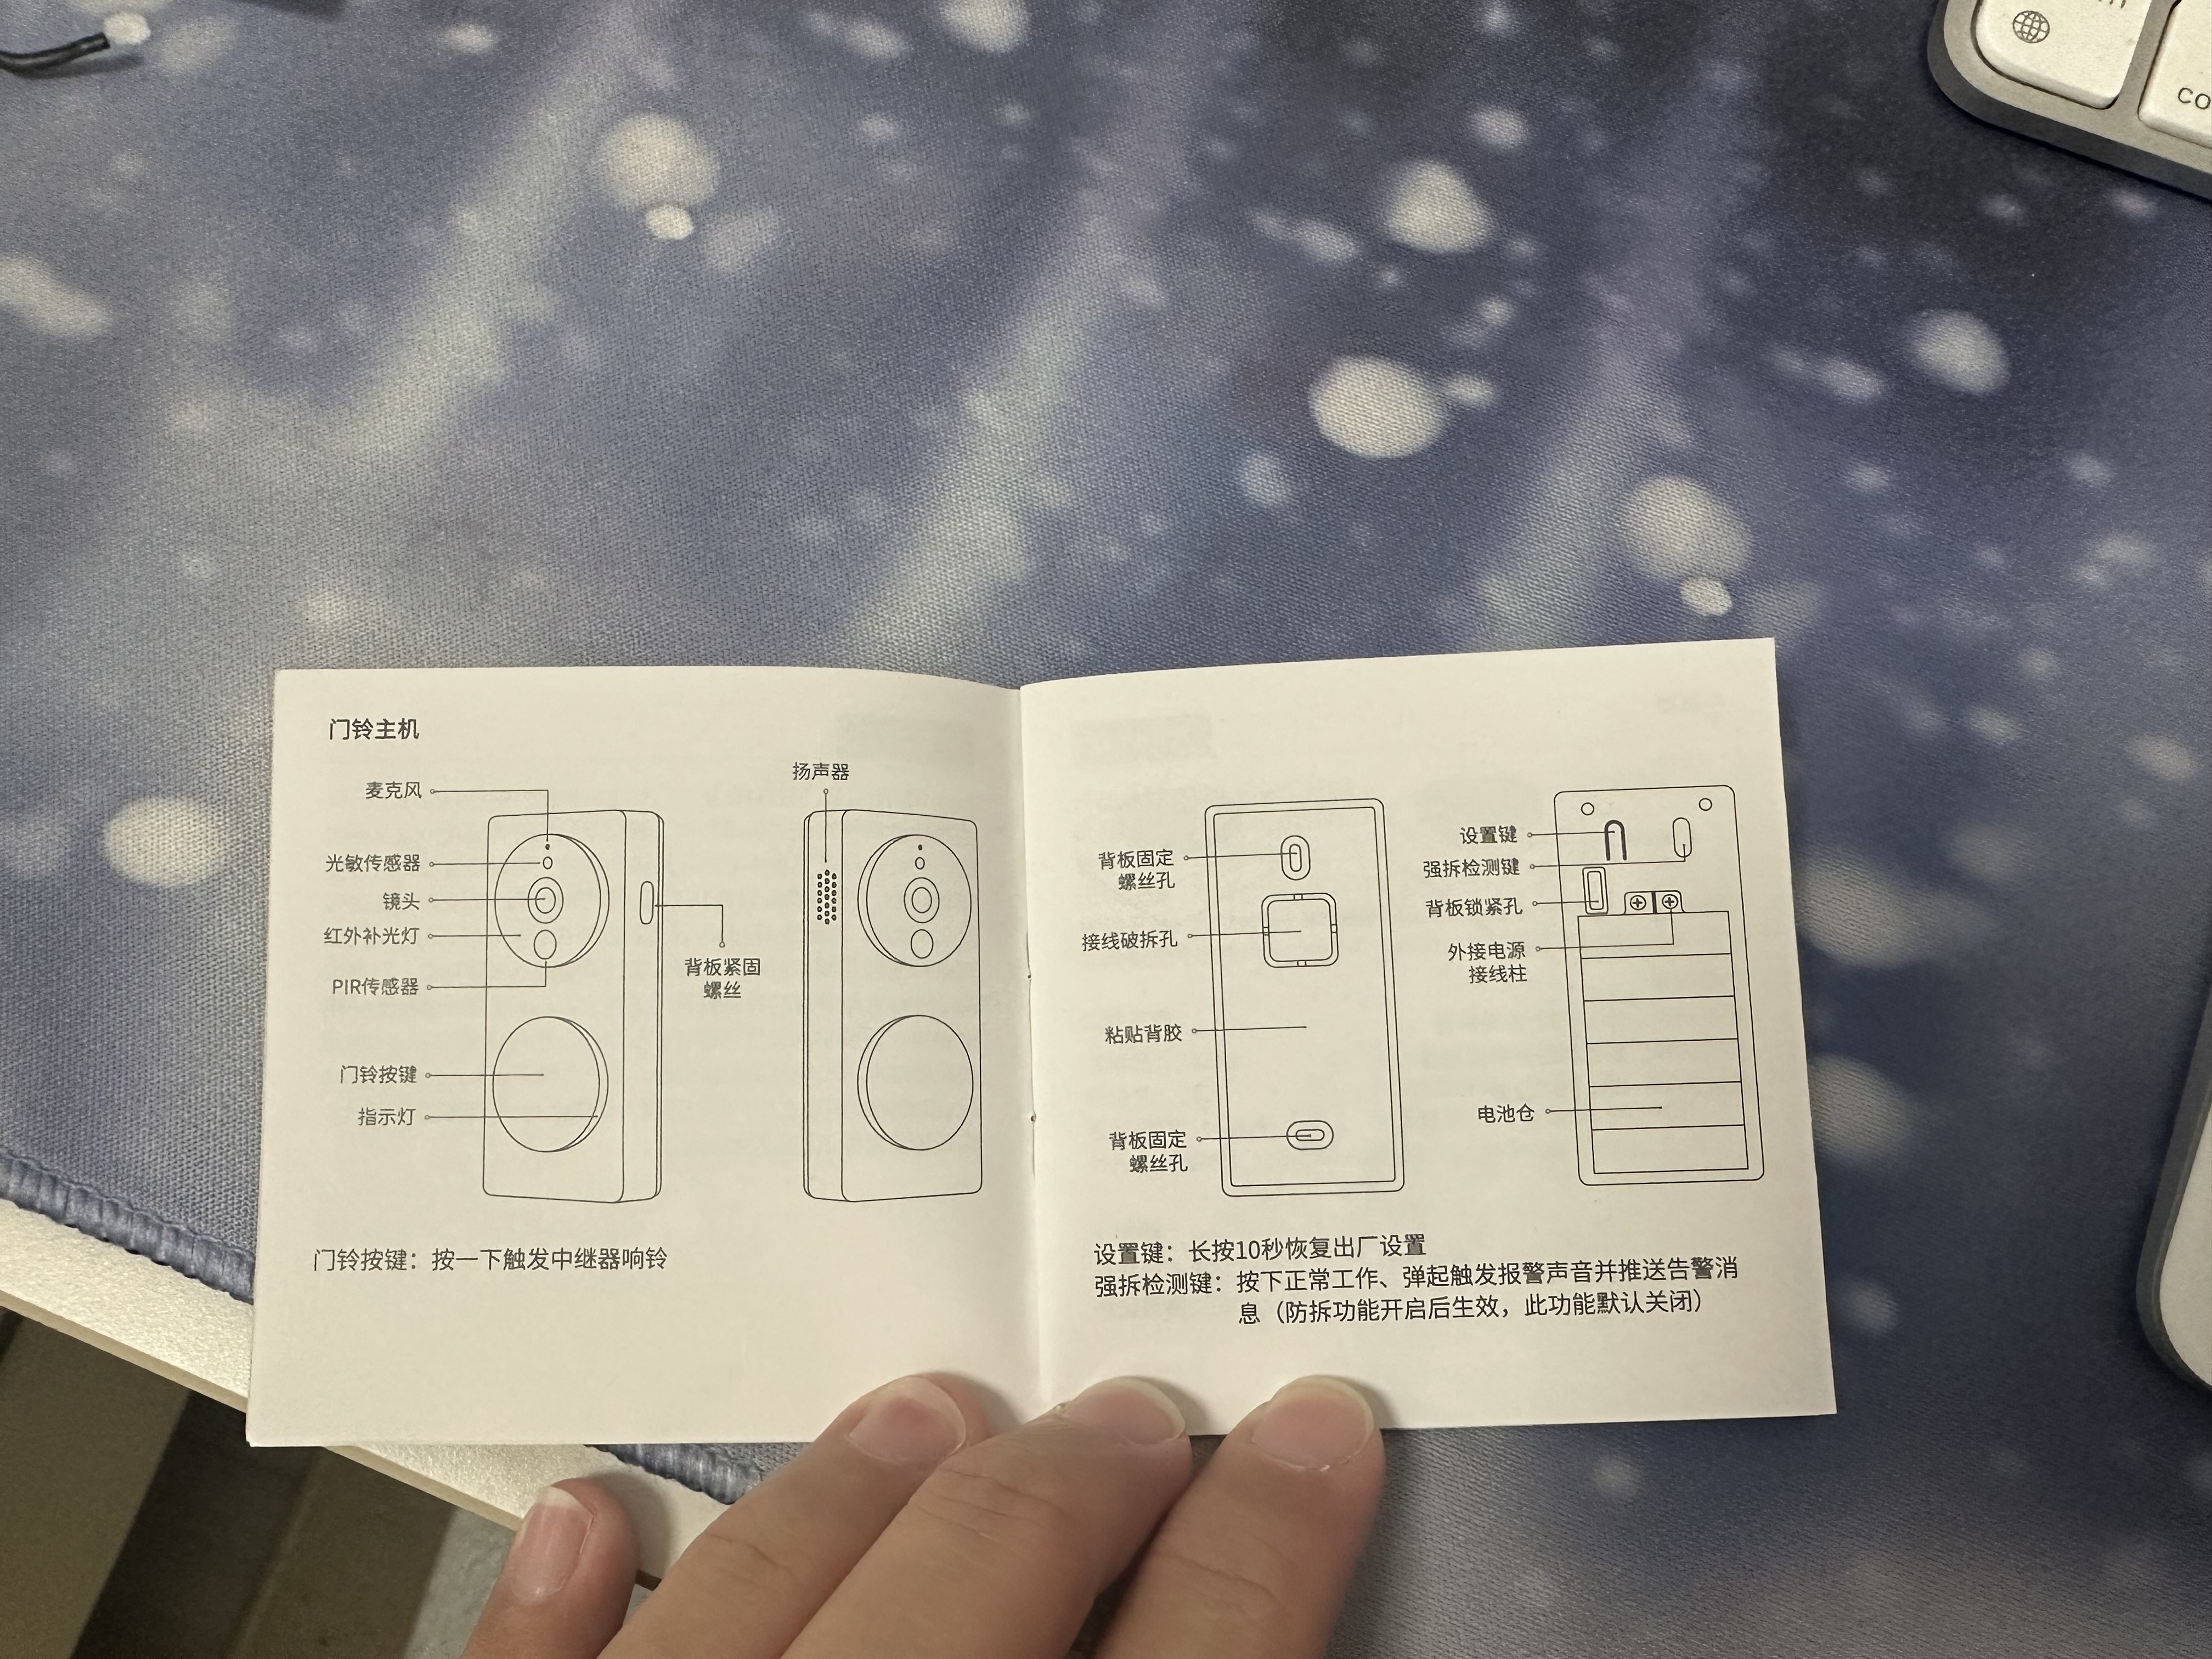 门铃主机
麦克风
光敏传感器
镜头
红外补光灯
PIR传感器
门铃按键
指示灯
背板紧固
螺丝
扬声器
门铃按键：按一下触发中继器响铃
背板固定
螺丝孔
接线破拆孔
粘贴背胶
背板固定
螺丝孔
设置键
强拆检测键
背板锁紧孔
外接电源
接线柱
电池仓
设置键：长按10秒恢复出厂设置
强拆检测键：按下正常工作、弹起触发报警声音并推送告警消
息（防拆功能开启后生效，此功能默认关闭）
co